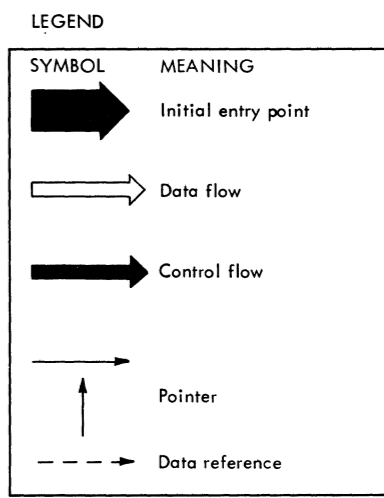 LEGEND
SYMBOL MEANING
Initial entry point
Data flow
Control flow
Pointer
Data reference